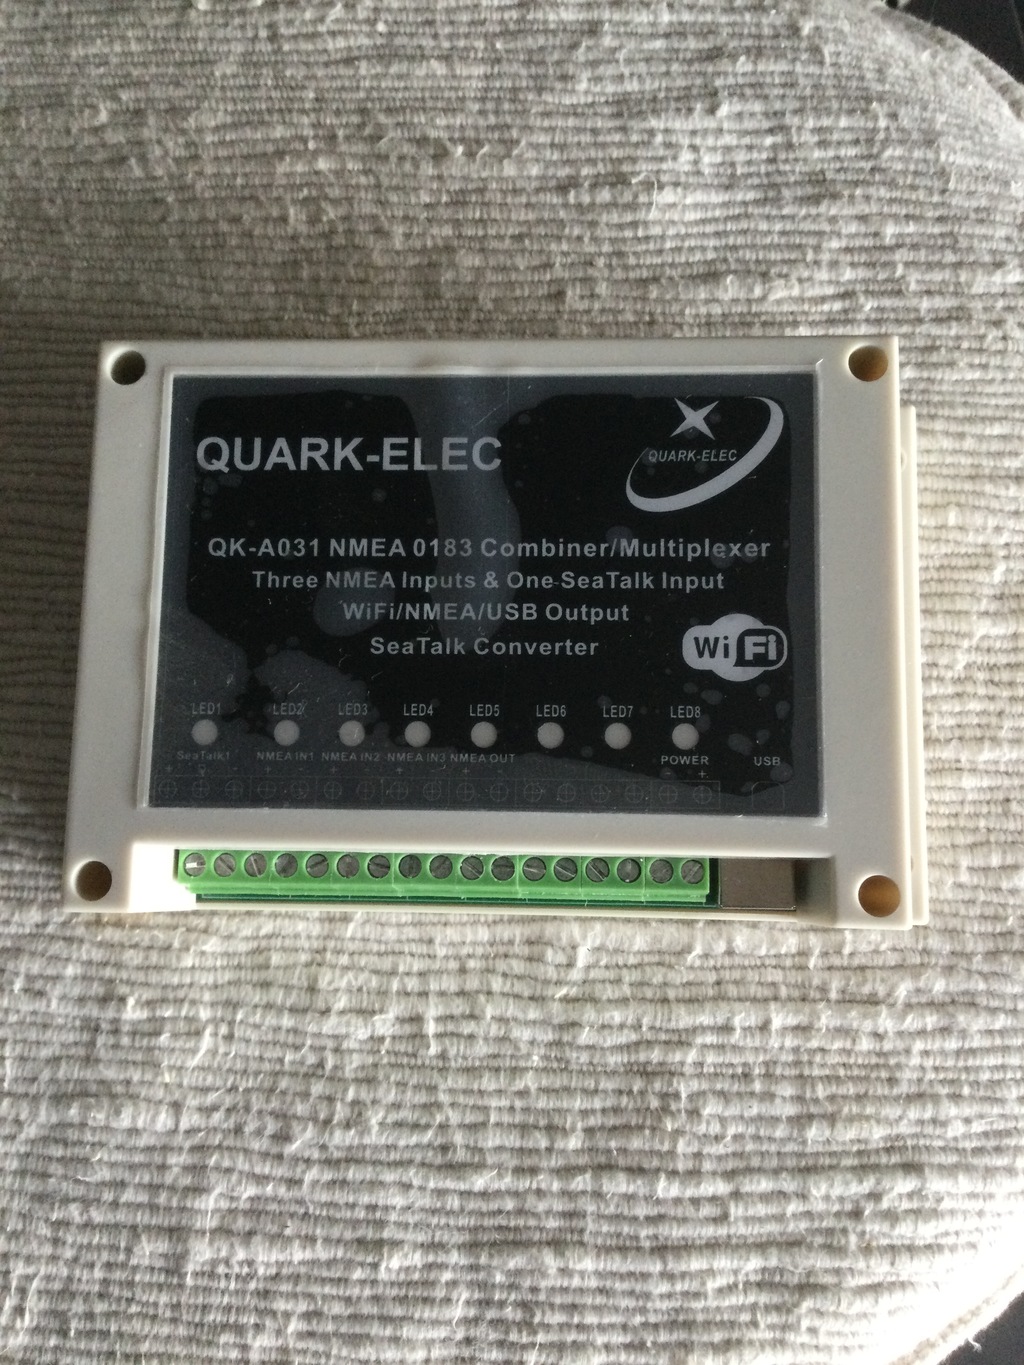 QUARK-ELEC
QUARK-ELEC
QK-A031 NMEA 0183 Combiner/Multiplexer
Three NMEA Inputs & One SeaTalk Input
WiFi/NMEA/USB Output
SeaTalk Converter
WiFi
LED1 LED2 LED3 LED4 LED5 LED6 LED7 LED8
SeaTalk1 NMEA IN1 NMEA IN2 NMEA IN3 NMEA OUT POWER USB